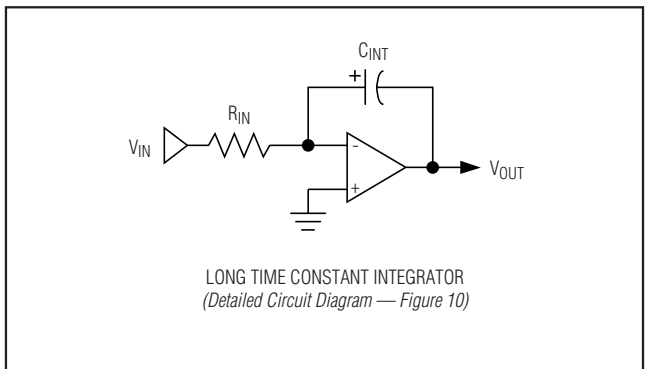 CINT
+
RIN
VIN
-
+
VOUT
LONG TIME CONSTANT INTEGRATOR
(Detailed Circuit Diagram — Figure 10)